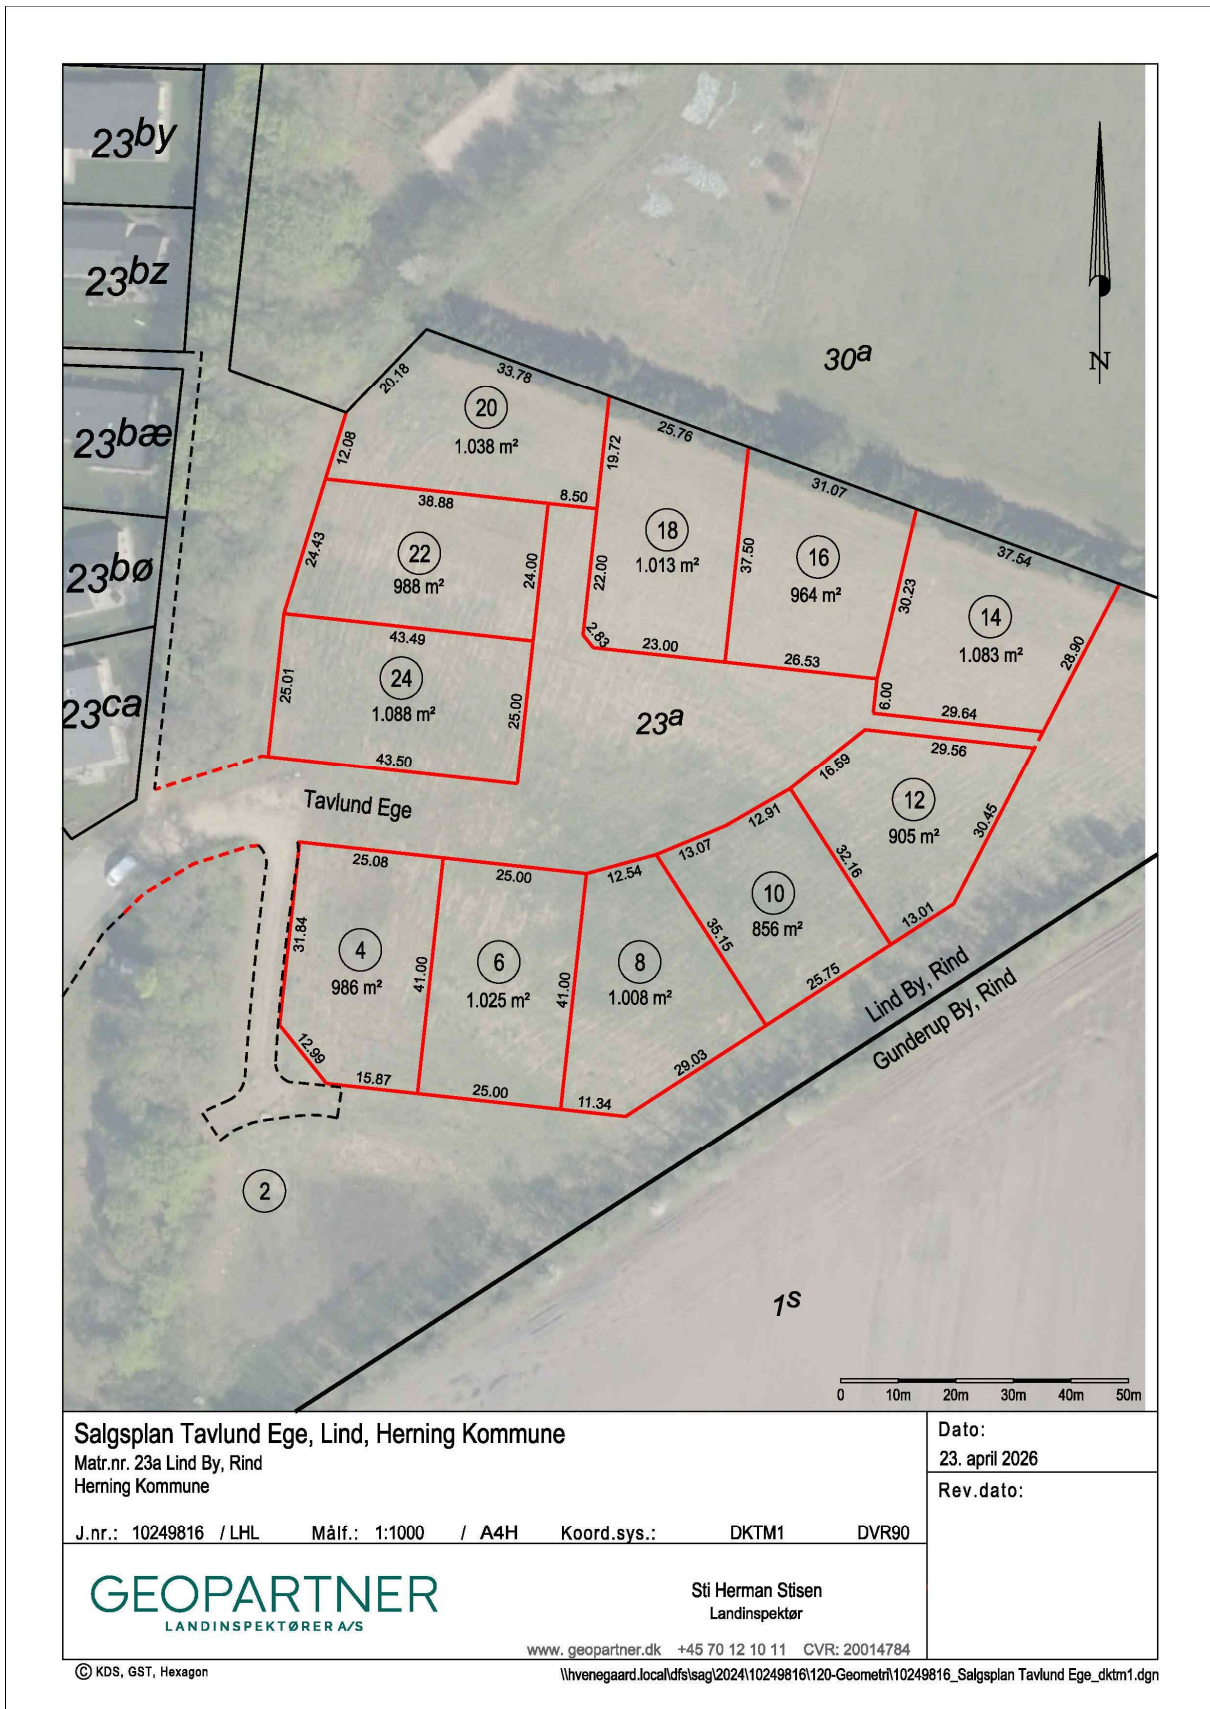 23by
23bz
30a
23bæ
23bø
23ca
20.18
33.78
20
1.038 m²
12.08
25.76
19.72
31.07
38.88
8.50
18
1.013 m²
37.50
16
964 m²
37.54
24.43
22
988 m²
24.00
22.00
30.23
14
1.083 m²
28.90
43.49
2.83
23.00
26.53
24
1.088 m²
25.01
25.00
6.00
29.64
23a
29.56
43.50
16.59
Tavlund Ege
12
905 m²
30.45
12.91
13.07
25.08
25.00
12.54
32.16
10
856 m²
13.01
31.84
4
986 m²
41.00
6
1.025 m²
41.00
8
1.008 m²
35.15
25.75
Lind By, Rind
Gunderup By, Rind
12.99
15.87
25.00
11.34
29.03
2
1s
N
0 10m 20m 30m 40m 50m
Salgsplan Tavlund Ege, Lind, Herning Kommune
Matr.nr. 23a Lind By, Rind
Herning Kommune
J.nr.: 10249816 / LHL Målf.: 1:1000 / A4H Koord.sys.: DKTM1 DVR90
Dato:
23. april 2026
Rev.dato:
GEOPARTNER
LANDINSPEKTØRER A/S
Sti Herman Stisen
Landinspektør
www. geopartner.dk +45 70 12 10 11 CVR: 20014784
© KDS, GST, Hexagon
\\hvenegaard.local\dfs\sag\2024\10249816\120-Geometri\10249816_Salgsplan Tavlund Ege_dktm1.dgn